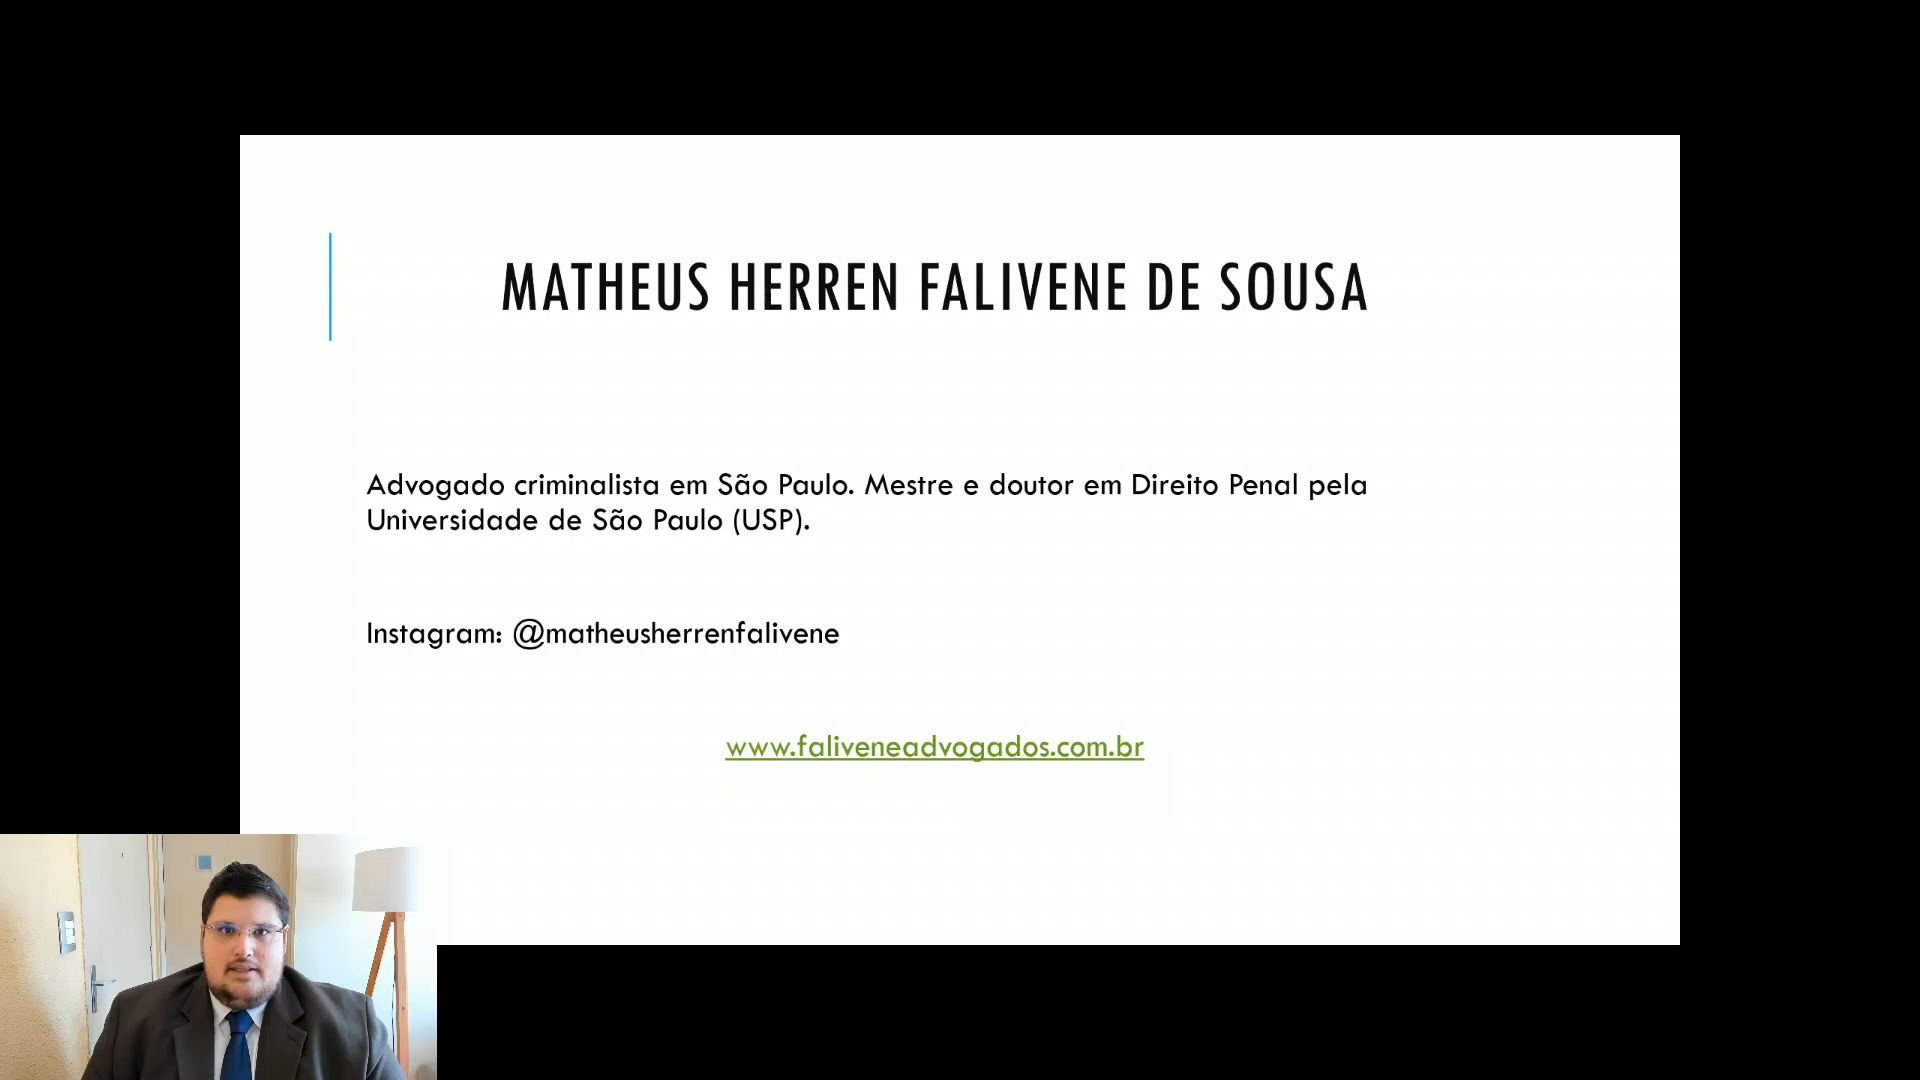 MATHEUS HERREN FALIVENE DE SOUSA
Advogado criminalista em São Paulo. Mestre e doutor em Direito Penal pela
Universidade de São Paulo (USP).
Instagram: @matheusherrenfalivene
www.faliveneadvogados.com.br